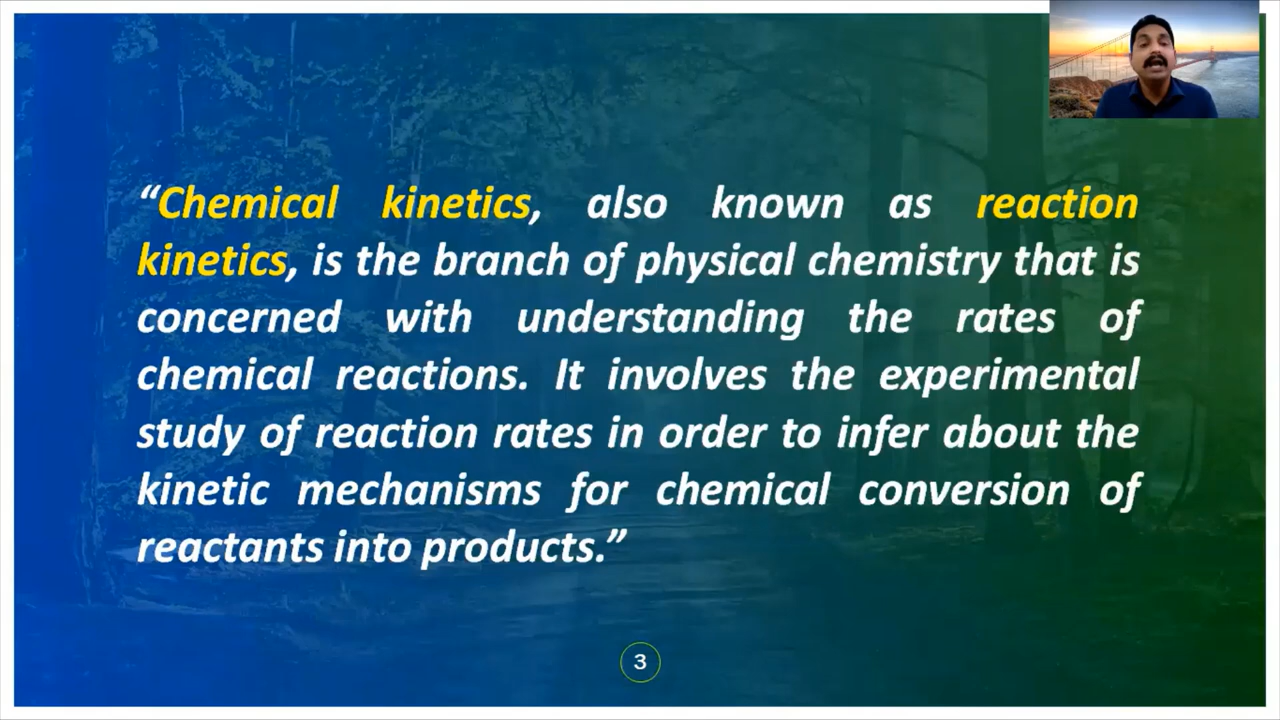 “Chemical kinetics, also known as reaction
kinetics, is the branch of physical chemistry that is
concerned with understanding the rates of
chemical reactions. It involves the experimental
study of reaction rates in order to infer about the
kinetic mechanisms for chemical conversion of
reactants into products.”
3